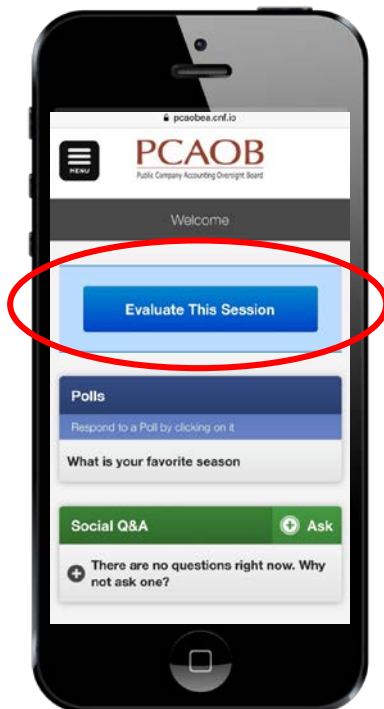 pcaobea.cnf.io
MENU
PCAOB
Public Company Accounting Oversight Board
Welcome
Evaluate This Session
Polls
Respond to a Poll by clicking on it
What is your favorite season
Social Q&A
Ask
There are no questions right now. Why
not ask one?